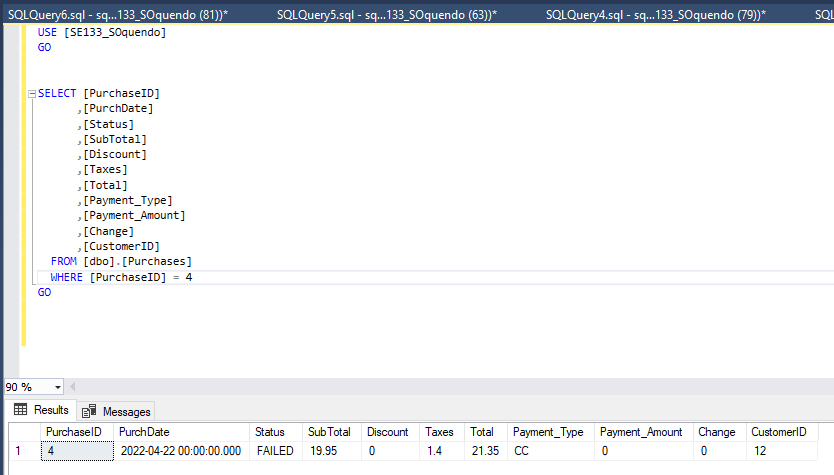 SQLQuery6.sql - sq...133_SOquendo (81))* SQLQuery5.sql - sq...133_SOquendo (63))* SQLQuery4.sql - sq...133_SOquendo (79))* SQ
USE [SE133_SOquendo]
GO
SELECT [PurchaseID]
,[PurchDate]
,[Status]
,[SubTotal]
,[Discount]
,[Taxes]
,[Total]
,[Payment_Type]
,[Payment_Amount]
,[Change]
,[CustomerID]
FROM [dbo].[Purchases]
WHERE [PurchaseID] = 4
GO
90 %
Results Messages
PurchaseID PurchDate Status SubTotal Discount Taxes Total Payment_Type Payment_Amount Change CustomerID
1 4 2022-04-22 00:00:00.000 FAILED 19.95 0 1.4 21.35 CC 0 0 12